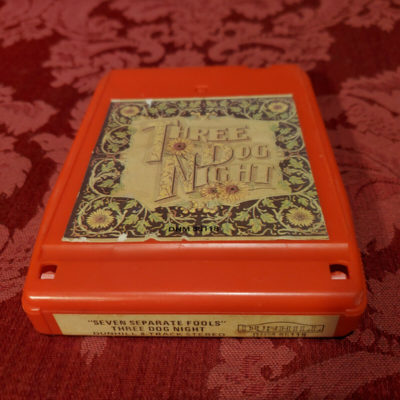 THREE
DOG
NIGHT
"SEVEN SEPARATE FOOLS"
THREE DOG NIGHT
DUNHILL 8-TRACK STEREO
DUNHILL